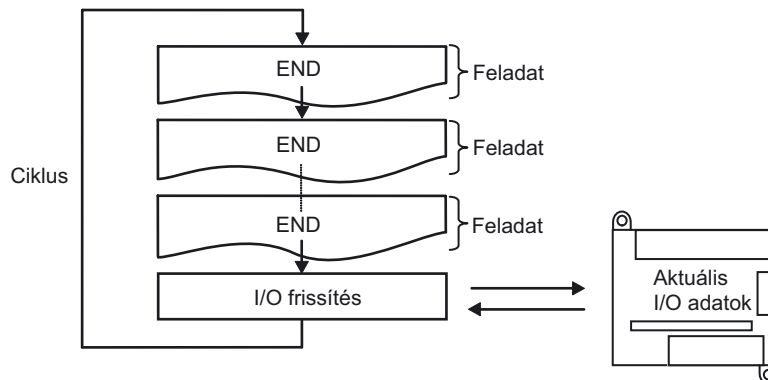 END
Feladat
END
Feladat
Ciklus
END
Feladat
I/O frissítés
Aktuális
I/O adatok